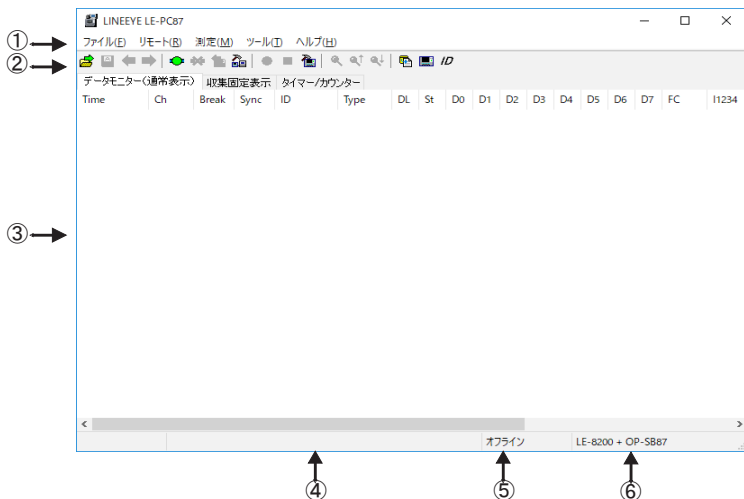 LINEEYE LE-PC87
① ファイル(F) リモート(R) 測定(M) ツール(T) ヘルプ(H)
② ID
データモニター(通常表示) 収集固定表示 タイマー/カウンター
Time Ch Break Sync ID Type DL St D0 D1 D2 D3 D4 D5 D6 D7 FC I1234
③
オフライン LE-8200 + OP-SB87
④ ⑤ ⑥